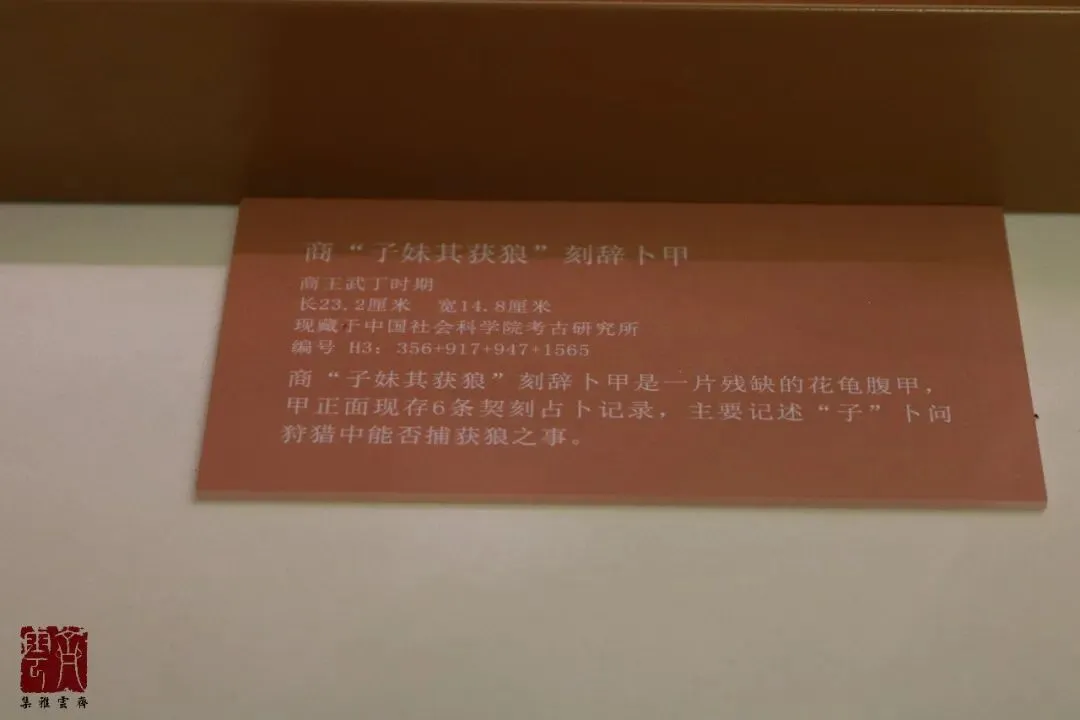 商“子妹其获狼”刻辞卜甲
商王武丁时期
长23.2厘米 宽14.8厘米
现藏于中国社会科学院考古研究所
编号 H3：356+917+947+1565
商“子妹其获狼”刻辞卜甲是一片残缺的花龟腹甲，
甲正面现存6条契刻占卜记录，主要记述“子”卜问
狩猎中能否捕获狼之事。
雲齊
集雅雲齊